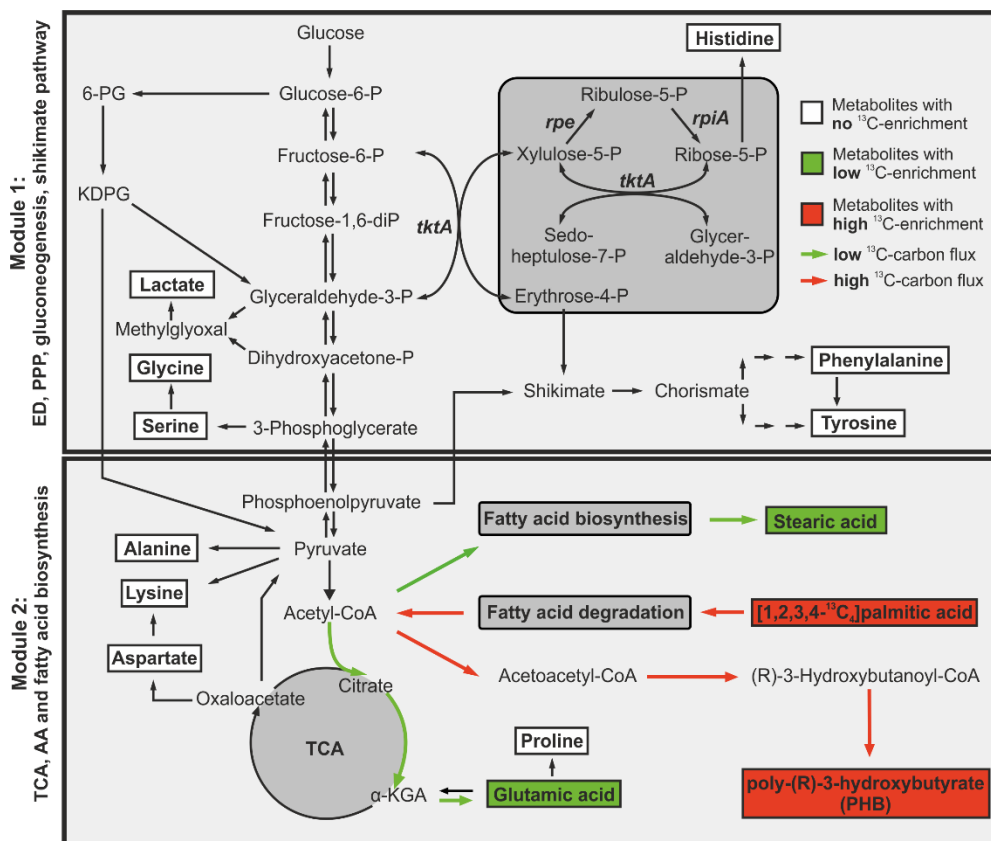 Module 1:
ED, PPP, gluconeogenesis, shikimate pathway
Glucose
6-PG
Glucose-6-P
KDPG
Fructose-6-P
Fructose-1,6-diP
tktA
Lactate
Glyceraldehyde-3-P
Methylglyoxal
Dihydroxyacetone-P
Glycine
Serine
3-Phosphoglycerate
Histidine
Ribulose-5-P
rpe
rpiA
Xylulose-5-P
Ribose-5-P
tktA
Sedo-
heptulose-7-P
Glycer-
aldehyde-3-P
Erythrose-4-P
Shikimate
Chorismate
Phenylalanine
Tyrosine
Metabolites with
no ¹³C-enrichment
Metabolites with
low ¹³C-enrichment
Metabolites with
high ¹³C-enrichment
low ¹³C-carbon flux
high ¹³C-carbon flux
Module 2:
TCA, AA and fatty acid biosynthesis
Phosphoenolpyruvate
Alanine
Pyruvate
Lysine
Acetyl-CoA
Aspartate
Oxaloacetate
Citrate
TCA
α-KGA
Fatty acid biosynthesis
Stearic acid
Fatty acid degradation
[1,2,3,4-¹³C₄]palmitic acid
Acetoacetyl-CoA
(R)-3-Hydroxybutanoyl-CoA
Proline
Glutamic acid
poly-(R)-3-hydroxybutyrate
(PHB)